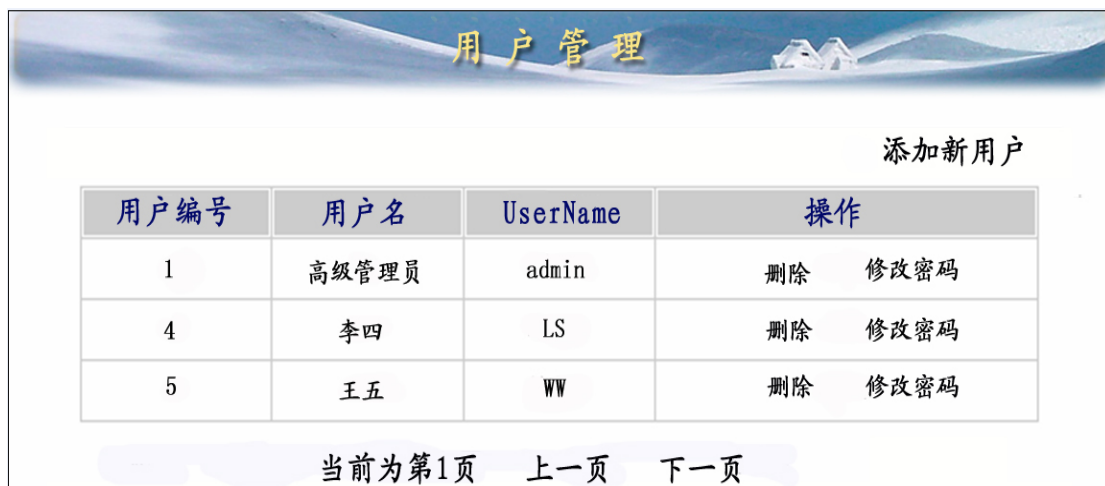 用户管理
添加新用户
用户编号 用户名 UserName 操作
1 高级管理员 admin 删除 修改密码
4 李四 LS 删除 修改密码
5 王五 WW 删除 修改密码
当前为第1页 上一页 下一页